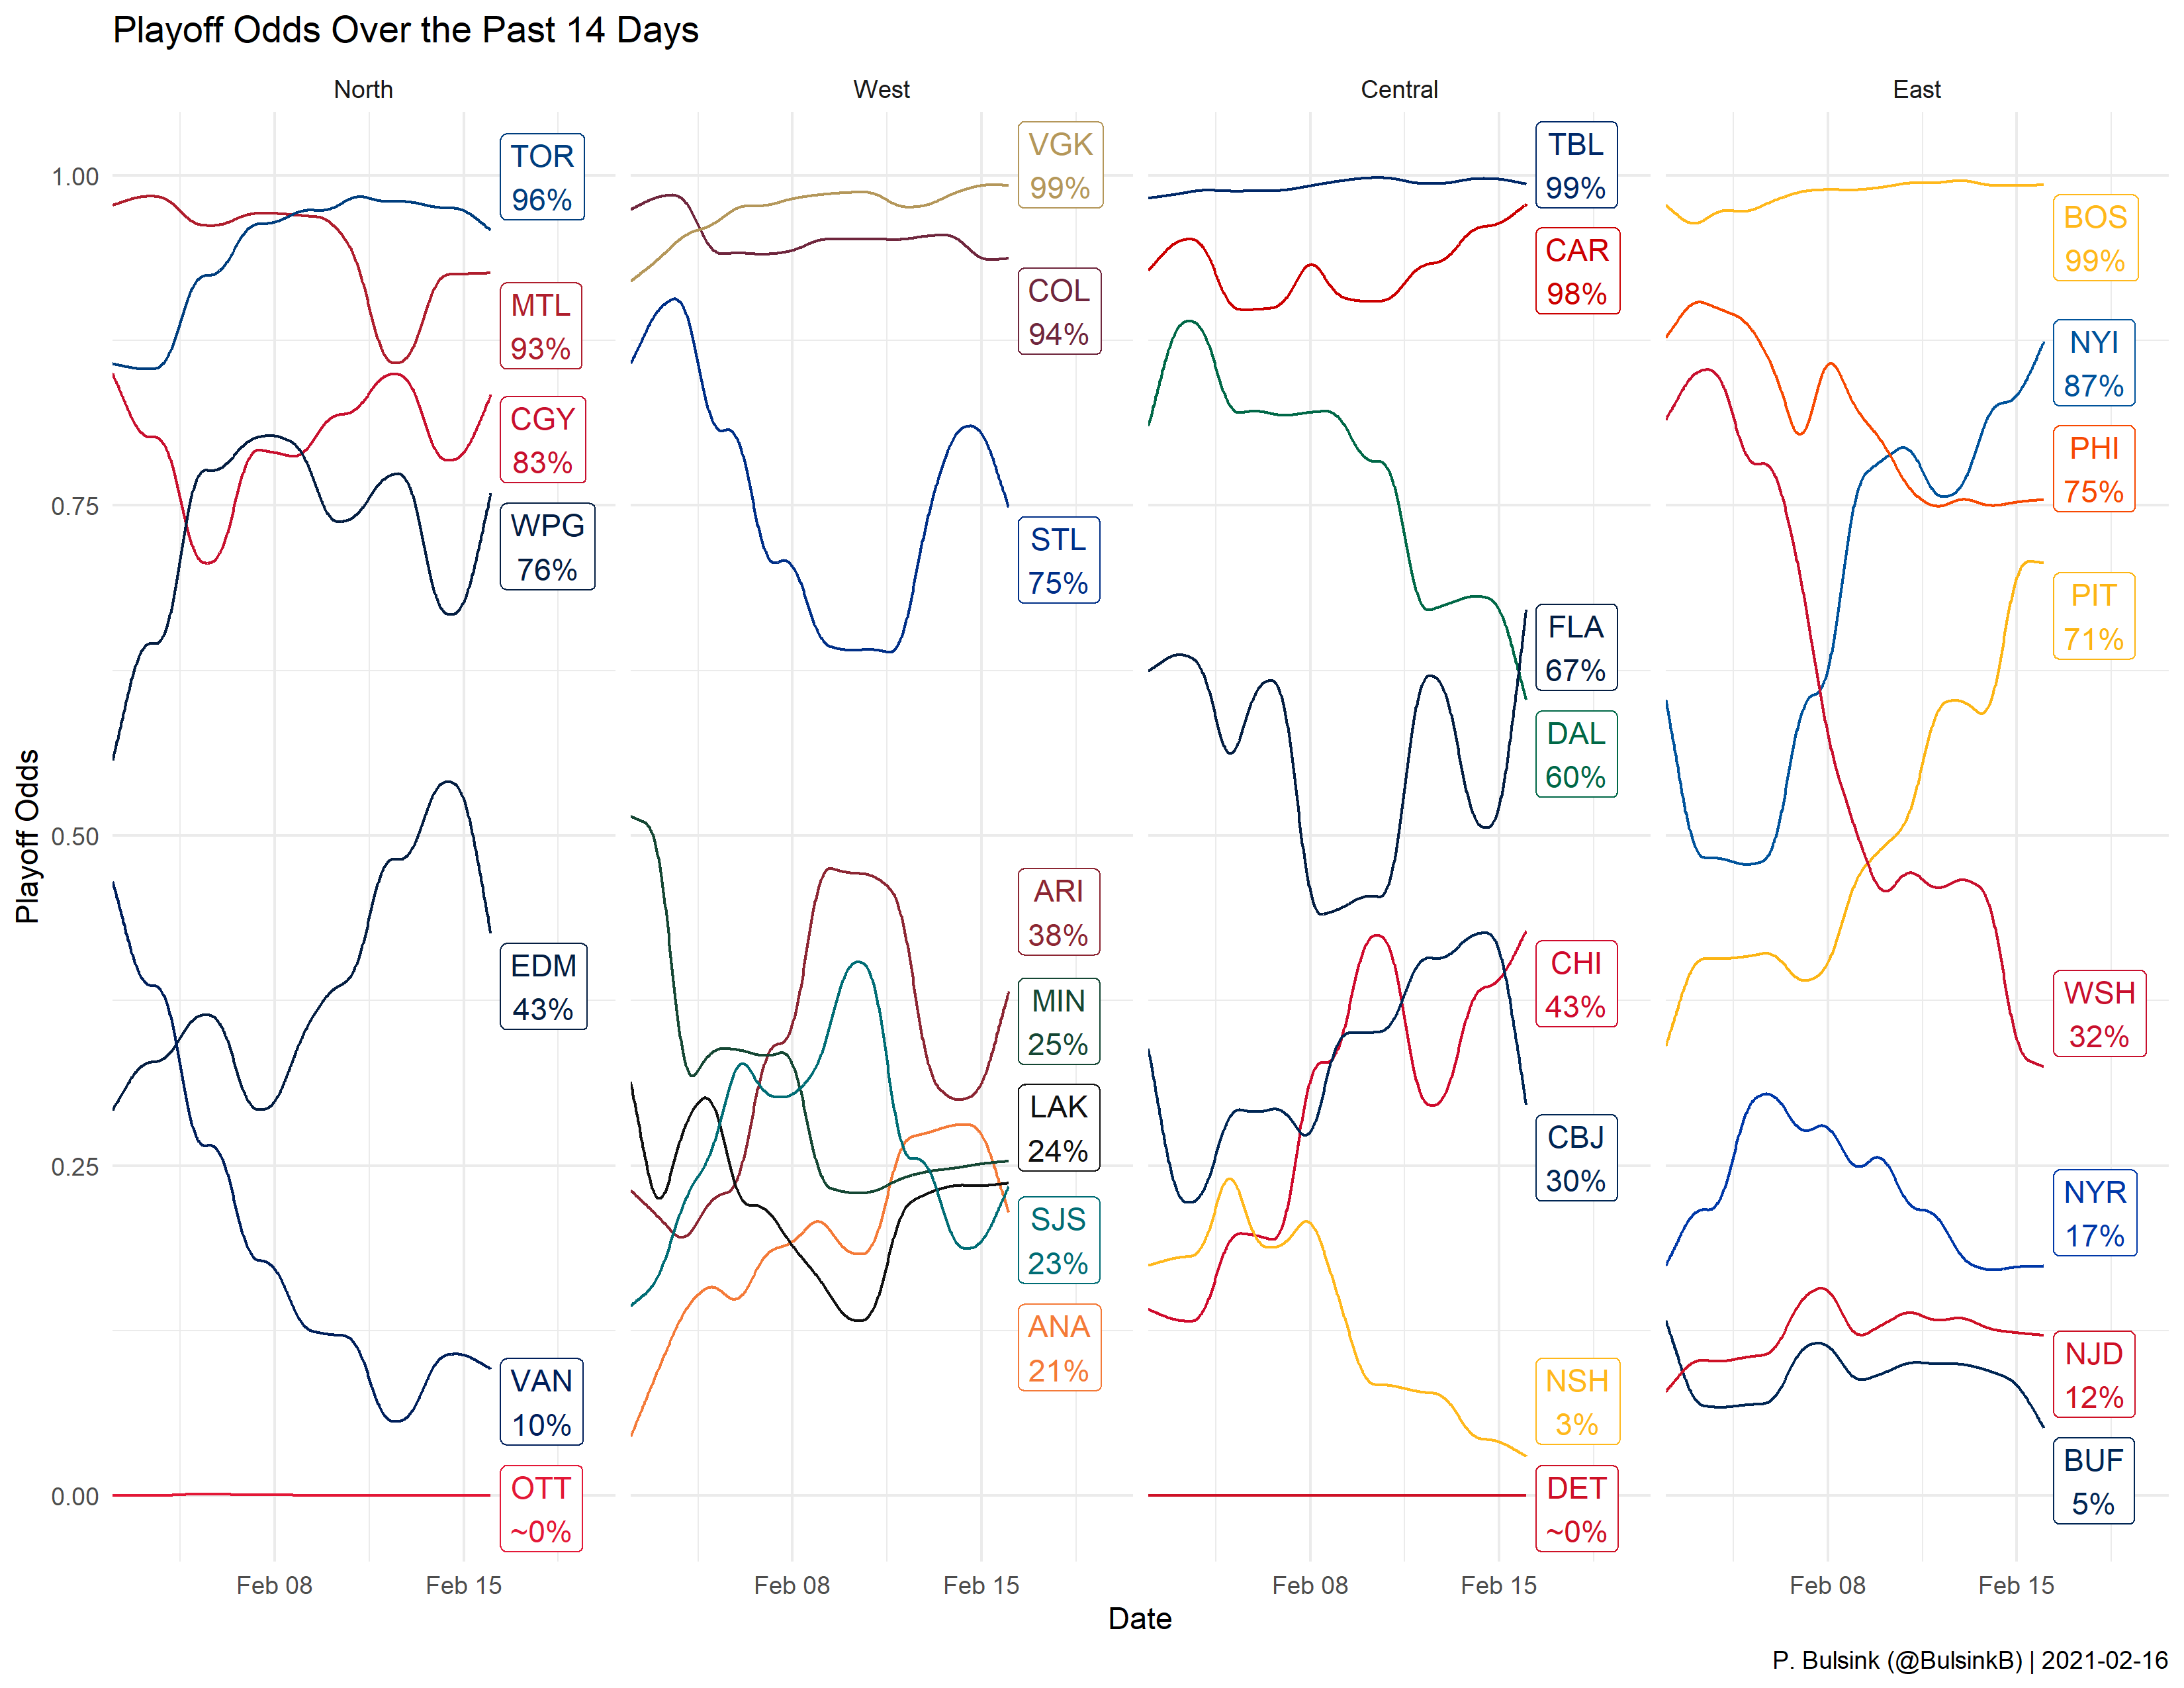 Playoff Odds Over the Past 14 Days
North
West
Central
East
Playoff Odds
1.00
0.75
0.50
0.25
0.00
TOR
96%
MTL
93%
CGY
83%
WPG
76%
EDM
43%
VAN
10%
OTT
~0%
VGK
99%
COL
94%
STL
75%
ARI
38%
MIN
25%
LAK
24%
SJS
23%
ANA
21%
TBL
99%
CAR
98%
FLA
67%
DAL
60%
CHI
43%
CBJ
30%
NSH
3%
DET
~0%
BOS
99%
NYI
87%
PHI
75%
PIT
71%
WSH
32%
NYR
17%
NJD
12%
BUF
5%
Feb 08
Feb 15
Feb 08
Feb 15
Feb 08
Feb 15
Feb 08
Feb 15
Date
P. Bulsink (@BulsinkB) | 2021-02-16